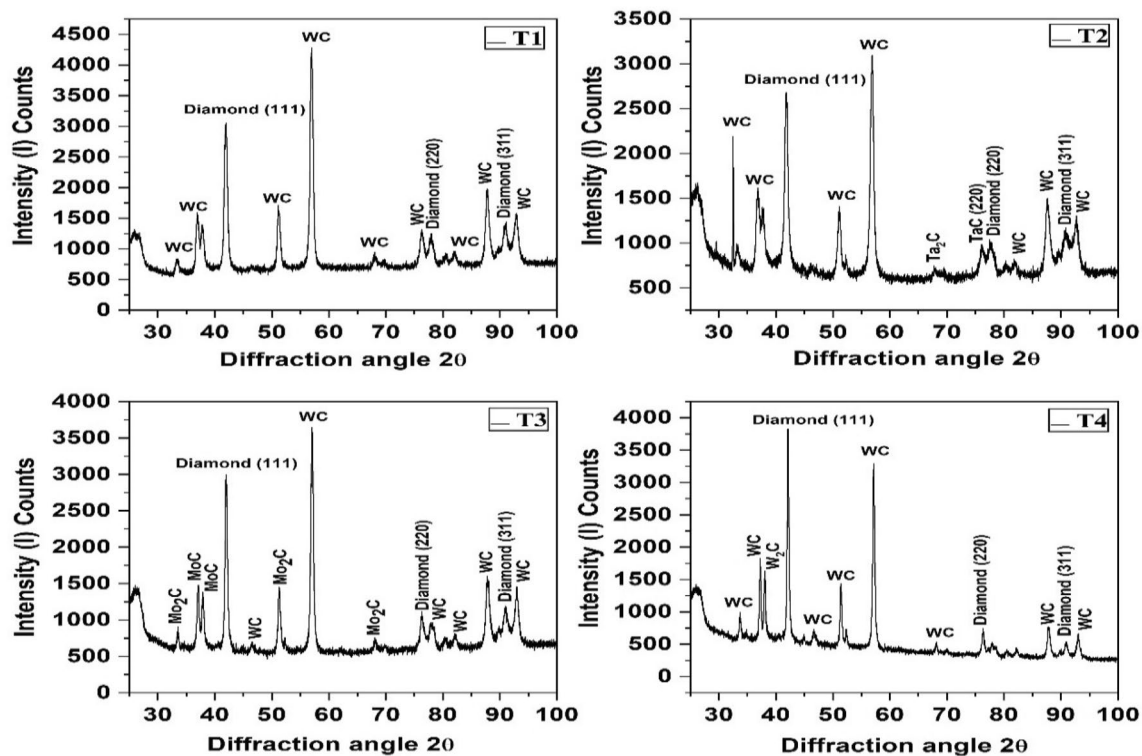 T1
Intensity (I) Counts
4500
4000
3500
3000
2500
2000
1500
1000
500
0
WC
Diamond (111)
WC
WC
WC
WC
WC
Diamond (220)
WC
WC
Diamond (311)
WC
30 40 50 60 70 80 90 100
Diffraction angle 2θ
T2
Intensity (I) Counts
3500
3000
2500
2000
1500
1000
500
WC
Diamond (111)
WC
WC
WC
Ta₂C
TaC (220)
Diamond (220)
WC
WC
Diamond (311)
WC
30 40 50 60 70 80 90 100
Diffraction angle 2θ
T3
Intensity (I) Counts
4000
3500
3000
2500
2000
1500
1000
500
0
WC
Diamond (111)
Mo₂C
MoC
MoC
WC
Mo₂C
Mo₂C
Diamond (220)
WC
WC
WC
Diamond (311)
WC
30 40 50 60 70 80 90 100
Diffraction angle 2θ
T4
Intensity (I) Counts
4000
3500
3000
2500
2000
1500
1000
500
0
Diamond (111)
WC
WC
WC
W₂C
WC
WC
WC
Diamond (220)
WC
Diamond (311)
WC
30 40 50 60 70 80 90 100
Diffraction angle 2θ